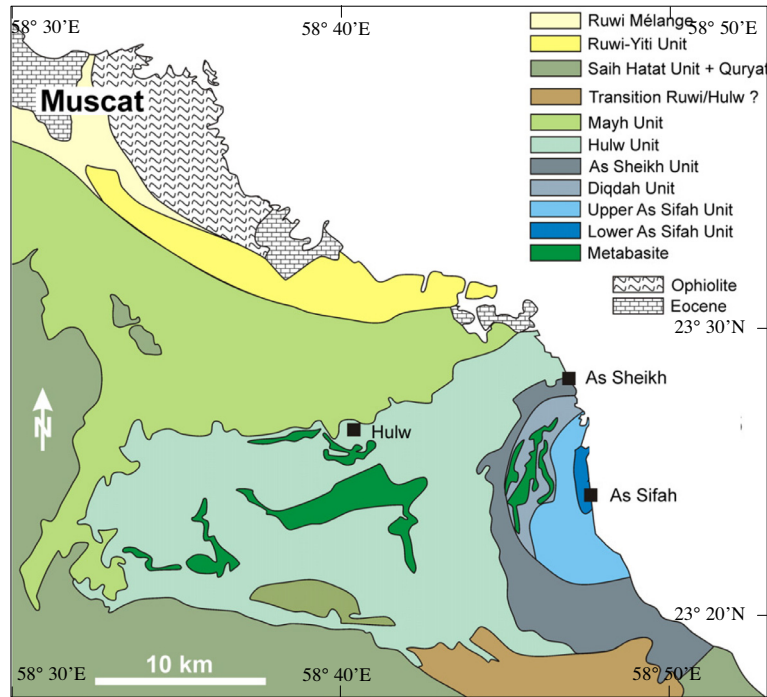 58° 30’E
58° 40’E
58° 50’E
Ruwi Mélange
Ruwi-Yiti Unit
Saih Hatat Unit + Quryat
Transition Ruwi/Hulw ?
Mayh Unit
Hulw Unit
As Sheikh Unit
Diqdah Unit
Upper As Sifah Unit
Lower As Sifah Unit
Metabasite
Ophiolite
Eocene
Muscat
23° 30’N
As Sheikh
N
Hulw
As Sifah
23° 20’N
58° 30’E
58° 40’E
58° 50’E
10 km